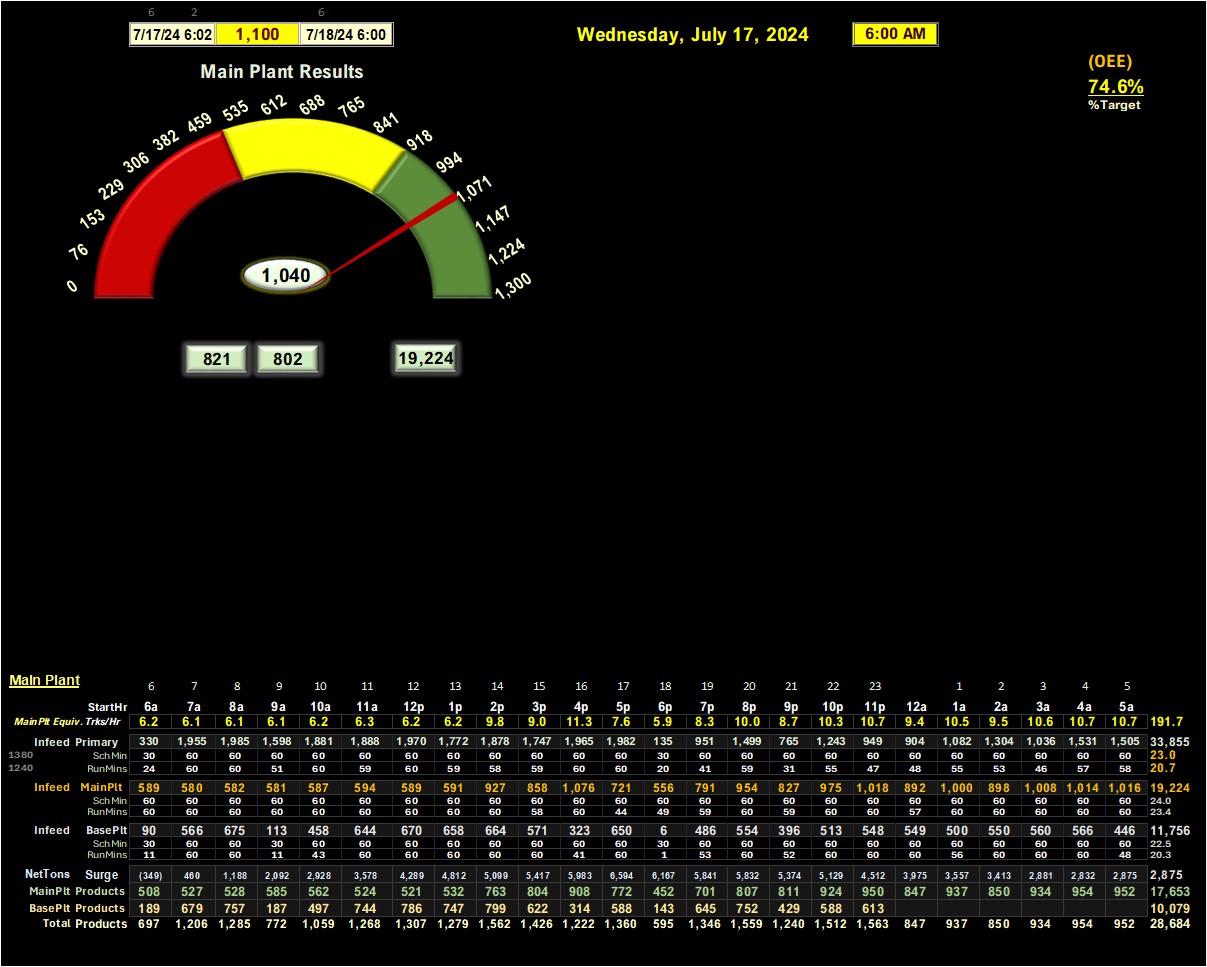 6 2 6
7/17/24 6:02 1,100 7/18/24 6:00 Wednesday, July 17, 2024 6:00 AM
(OEE)
74.6%
%Target
Main Plant Results
0 76 153 229 306 382 459 535 612 688 765 841 918 994 1,071 1,147 1,224 1,300
1,040
821 802 19,224
Main Plant
6 7 8 9 10 11 12 13 14 15 16 17 18 19 20 21 22 23 1 2 3 4 5
StartHr 6a 7a 8a 9a 10a 11a 12p 1p 2p 3p 4p 5p 6p 7p 8p 9p 10p 11p 12a 1a 2a 3a 4a 5a
MainPlt Equiv. Trks/Hr 6.2 6.1 6.1 6.1 6.2 6.3 6.2 6.2 9.8 9.0 11.3 7.6 5.9 8.3 10.0 8.7 10.3 10.7 9.4 10.5 9.5 10.6 10.7 10.7 191.7
Infeed Primary 330 1,955 1,985 1,598 1,881 1,888 1,970 1,772 1,878 1,747 1,965 1,982 135 951 1,499 765 1,243 949 904 1,082 1,304 1,036 1,531 1,505 33,855
1380 SchMin 30 60 60 60 60 60 60 60 60 60 60 60 30 60 60 60 60 60 60 60 60 60 60 60 23.0
1240 RunMins 24 60 60 51 60 59 60 59 58 59 60 60 20 41 59 31 55 47 48 55 53 46 57 58 20.7
Infeed MainPlt 589 580 582 581 587 594 589 591 927 858 1,076 721 556 791 954 827 975 1,018 892 1,000 898 1,008 1,014 1,016 19,224
SchMin 60 60 60 60 60 60 60 60 60 60 60 60 60 60 60 60 60 60 60 60 60 60 60 60 24.0
RunMins 60 60 60 60 60 60 60 60 60 58 60 44 49 59 60 59 60 60 57 60 60 60 60 60 23.4
Infeed BasePlt 90 566 675 113 458 644 670 658 664 571 323 650 6 486 554 396 513 548 549 500 550 560 566 446 11,756
SchMin 30 60 60 30 60 60 60 60 60 60 60 60 30 60 60 60 60 60 60 60 60 60 60 60 22.5
RunMins 11 60 60 11 43 60 60 60 60 60 41 60 1 53 60 52 60 60 60 56 60 60 60 48 20.3
NetTons Surge (349) 460 1,188 2,092 2,928 3,578 4,289 4,812 5,099 5,417 5,983 6,594 6,167 5,841 5,832 5,374 5,129 4,512 3,975 3,557 3,413 2,881 2,832 2,875 2,875
MainPlt Products 508 527 528 585 562 524 521 532 763 804 908 772 452 701 807 811 924 950 847 937 850 934 954 952 17,653
BasePlt Products 189 679 757 187 497 744 786 747 799 622 314 588 143 645 752 429 588 613 10,079
Total Products 697 1,206 1,285 772 1,059 1,268 1,307 1,279 1,562 1,426 1,222 1,360 595 1,346 1,559 1,240 1,512 1,563 847 937 850 934 954 952 28,684